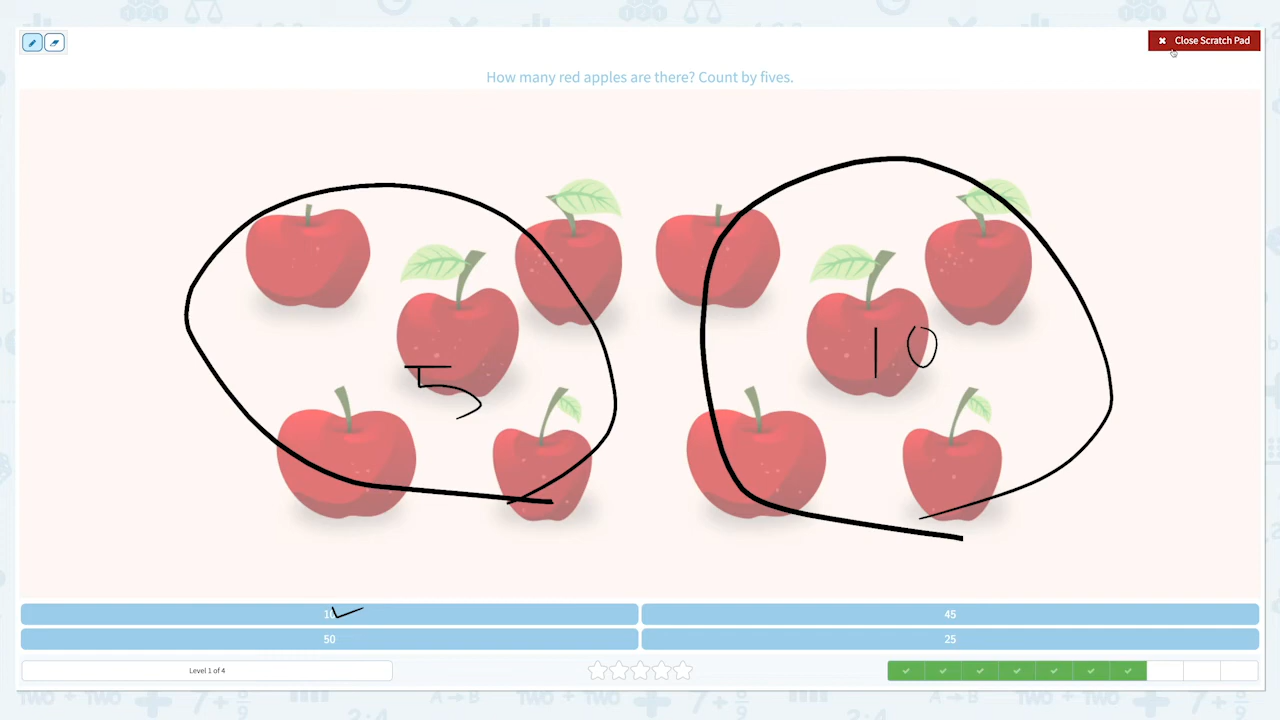 ✖ Close Scratch Pad
How many red apples are there? Count by fives.
5
10
10
45
50
25
Level 1 of 4